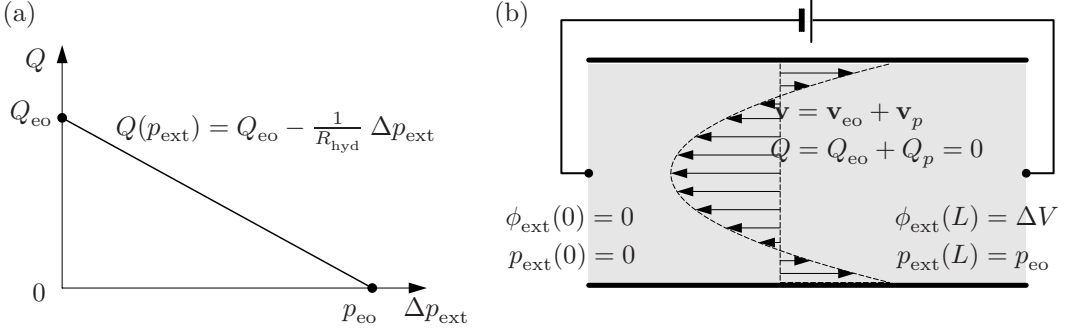 (a)
Q
Q_eo
Q(p_ext) = Q_eo − 1/R_hyd Δp_ext
0
p_eo
Δp_ext
(b)
v = v_eo + v_p
Q = Q_eo + Q_p = 0
ϕ_ext(0) = 0
ϕ_ext(L) = ΔV
p_ext(0) = 0
p_ext(L) = p_eo